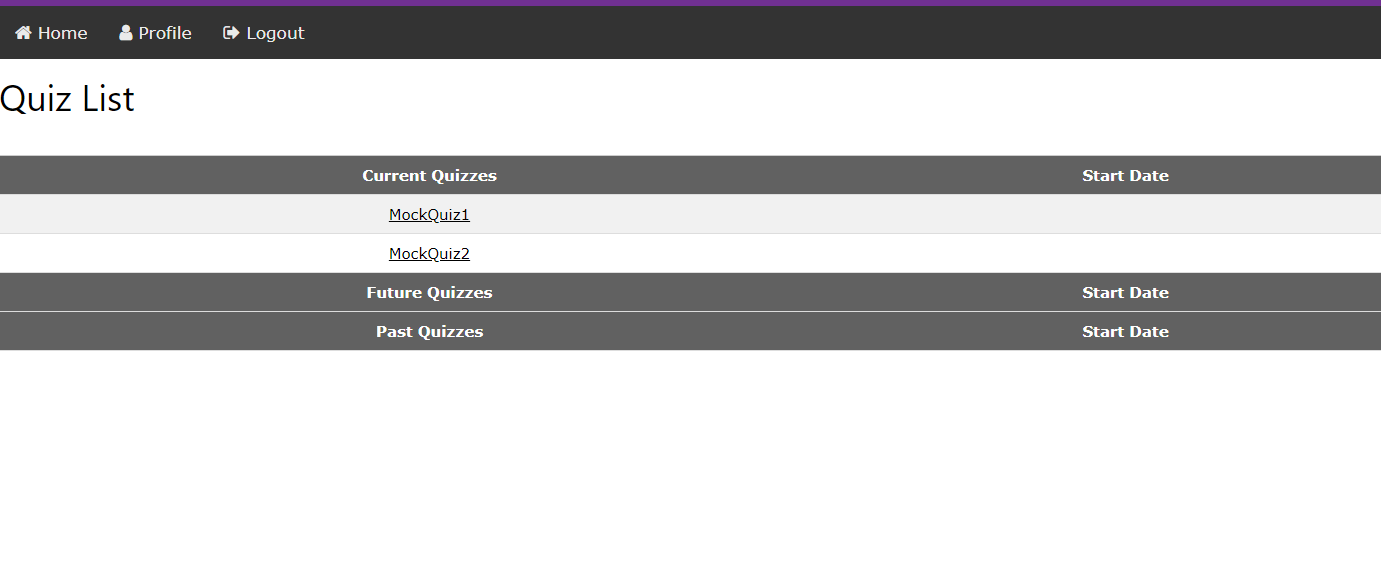 Home Profile Logout
Quiz List
Current Quizzes Start Date
MockQuiz1
MockQuiz2
Future Quizzes Start Date
Past Quizzes Start Date